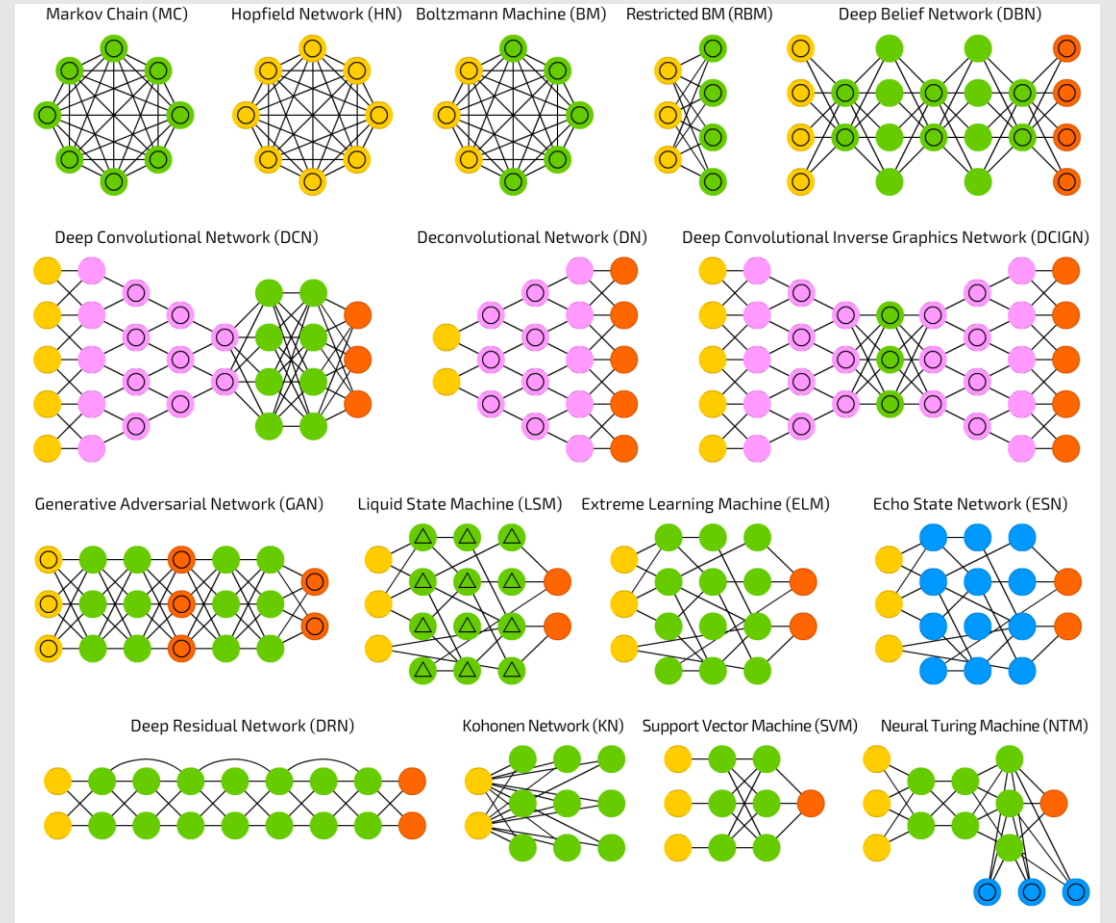 Markov Chain (MC)
Hopfield Network (HN)
Boltzmann Machine (BM)
Restricted BM (RBM)
Deep Belief Network (DBN)
Deep Convolutional Network (DCN)
Deconvolutional Network (DN)
Deep Convolutional Inverse Graphics Network (DCIGN)
Generative Adversarial Network (GAN)
Liquid State Machine (LSM)
Extreme Learning Machine (ELM)
Echo State Network (ESN)
Deep Residual Network (DRN)
Kohonen Network (KN)
Support Vector Machine (SVM)
Neural Turing Machine (NTM)